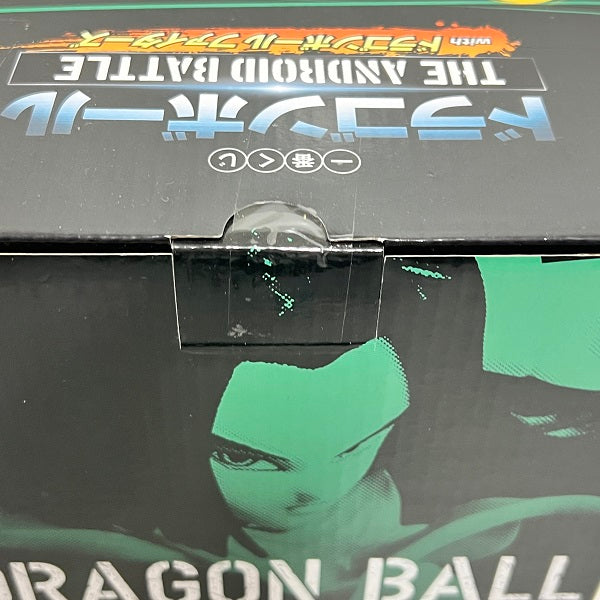 一番くじ
ドラゴンボール
THE ANDROID BATTLE
with ドラゴンボールファイターズ
DRAGON BALL